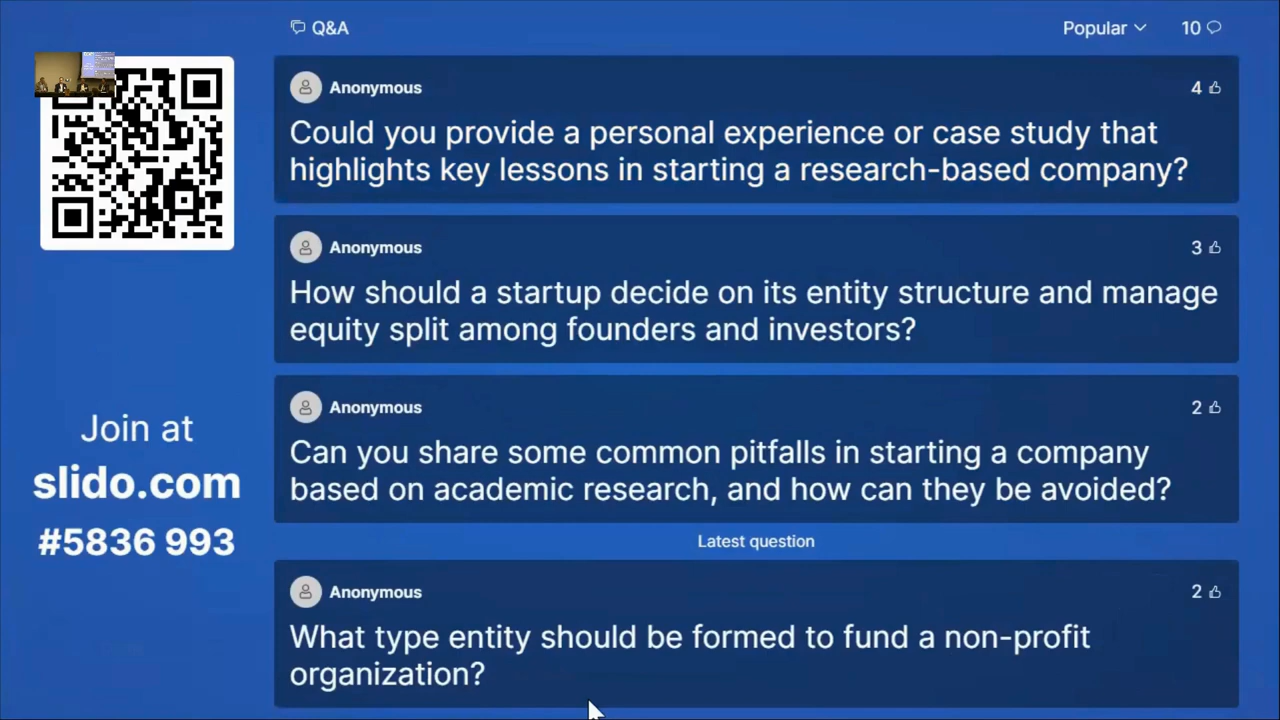 Q&A
Popular
10
Anonymous
4
Could you provide a personal experience or case study that
highlights key lessons in starting a research-based company?
Anonymous
3
How should a startup decide on its entity structure and manage
equity split among founders and investors?
Anonymous
2
Can you share some common pitfalls in starting a company
based on academic research, and how can they be avoided?
Latest question
Anonymous
2
What type entity should be formed to fund a non-profit
organization?
Join at
slido.com
#5836 993